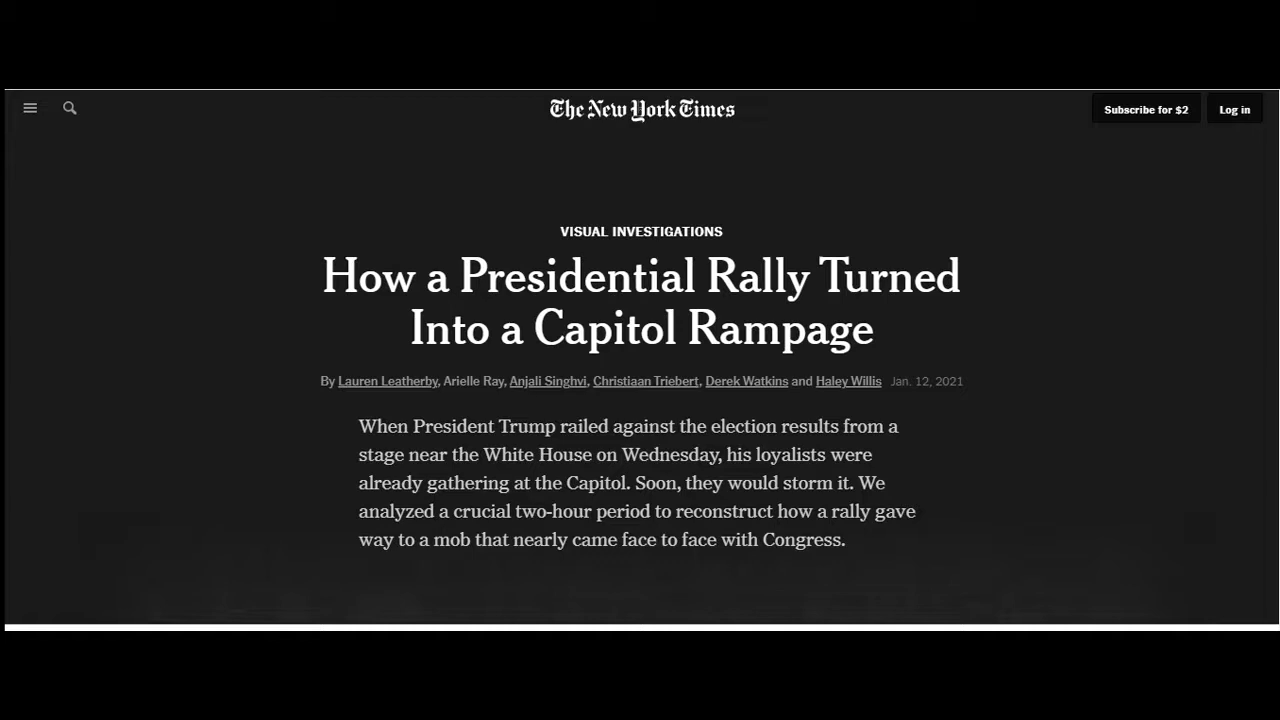 The New York Times
Subscribe for $2
Log in
VISUAL INVESTIGATIONS
How a Presidential Rally Turned
Into a Capitol Rampage
By Lauren Leatherby, Arielle Ray, Anjali Singhvi, Christiaan Triebert, Derek Watkins and Haley Willis Jan. 12, 2021
When President Trump railed against the election results from a
stage near the White House on Wednesday, his loyalists were
already gathering at the Capitol. Soon, they would storm it. We
analyzed a crucial two-hour period to reconstruct how a rally gave
way to a mob that nearly came face to face with Congress.